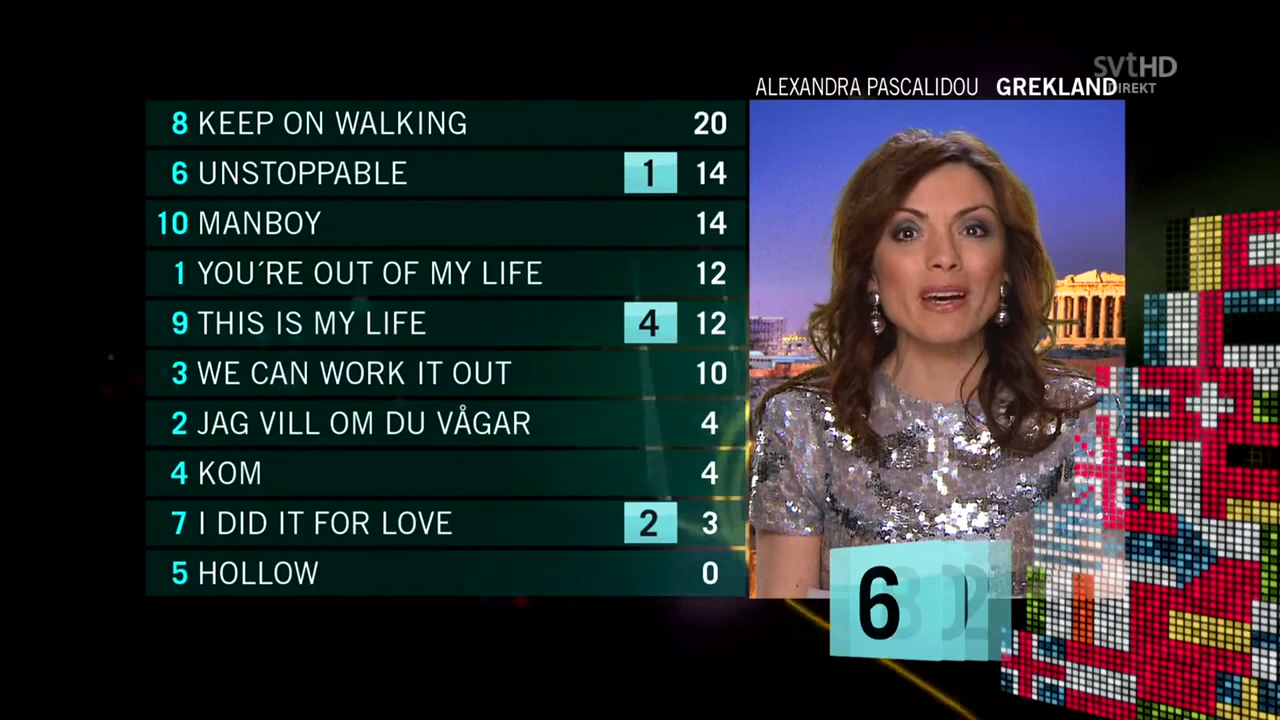 svtHD
DIREKT
ALEXANDRA PASCALIDOU GREKLAND
8 KEEP ON WALKING 20
6 UNSTOPPABLE 1 14
10 MANBOY 14
1 YOU´RE OUT OF MY LIFE 12
9 THIS IS MY LIFE 4 12
3 WE CAN WORK IT OUT 10
2 JAG VILL OM DU VÅGAR 4
4 KOM 4
7 I DID IT FOR LOVE 2 3
5 HOLLOW 0
6